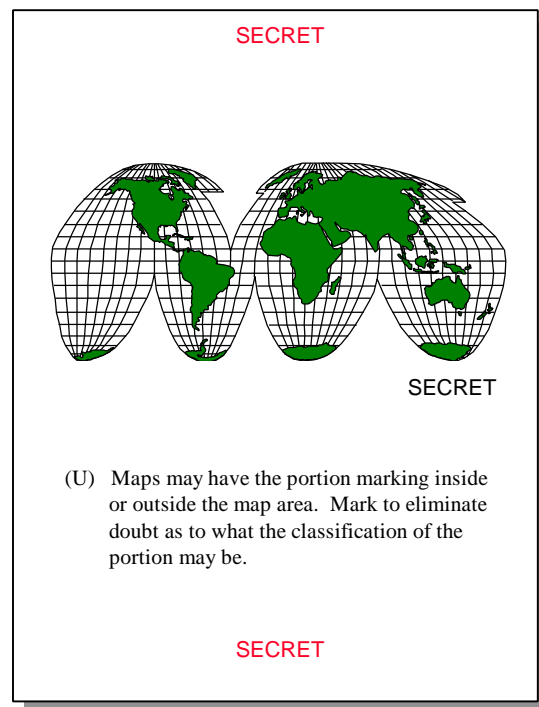 SECRET
SECRET
(U) Maps may have the portion marking inside
or outside the map area. Mark to eliminate
doubt as to what the classification of the
portion may be.
SECRET